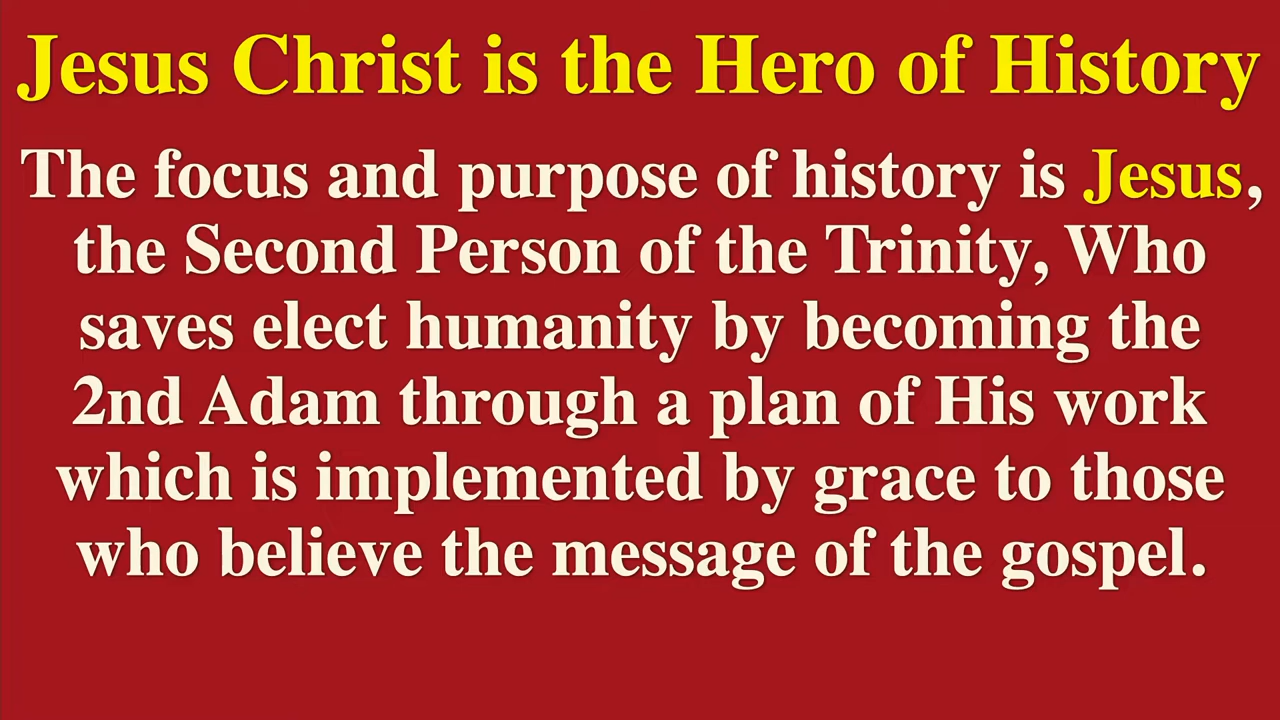 Jesus Christ is the Hero of History
The focus and purpose of history is Jesus,
the Second Person of the Trinity, Who
saves elect humanity by becoming the
2nd Adam through a plan of His work
which is implemented by grace to those
who believe the message of the gospel.